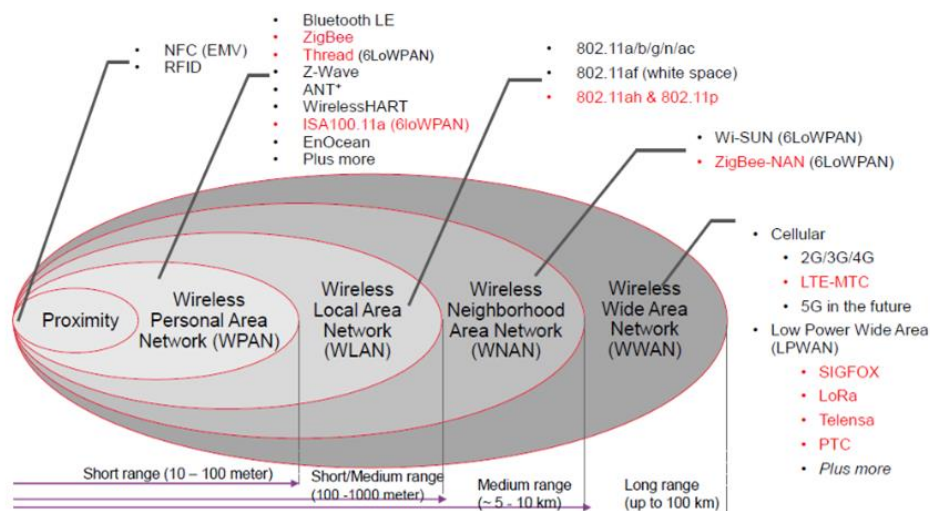 • NFC (EMV)
• RFID
• Bluetooth LE
• ZigBee
• Thread (6LoWPAN)
• Z-Wave
• ANT+
• WirelessHART
• ISA100.11a (6loWPAN)
• EnOcean
• Plus more
• 802.11a/b/g/n/ac
• 802.11af (white space)
• 802.11ah & 802.11p
• Wi-SUN (6LoWPAN)
• ZigBee-NAN (6LoWPAN)
• Cellular
• 2G/3G/4G
• LTE-MTC
• 5G in the future
• Low Power Wide Area
(LPWAN)
• SIGFOX
• LoRa
• Telensa
• PTC
• Plus more
Proximity
Wireless
Personal Area
Network (WPAN)
Wireless
Local Area
Network
(WLAN)
Wireless
Neighborhood
Area Network
(WNAN)
Wireless
Wide Area
Network
(WWAN)
Short range (10 – 100 meter)
Short/Medium range
(100 -1000 meter)
Medium range
(~ 5 - 10 km)
Long range
(up to 100 km)